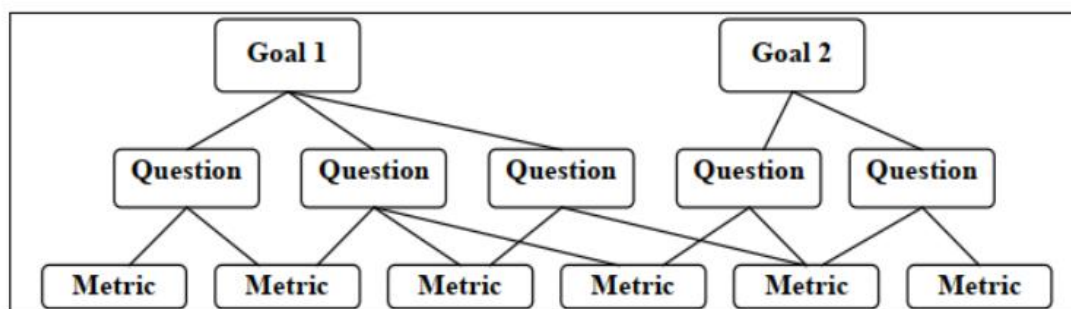 Goal 1 Goal 2
Question Question Question Question Question
Metric Metric Metric Metric Metric Metric